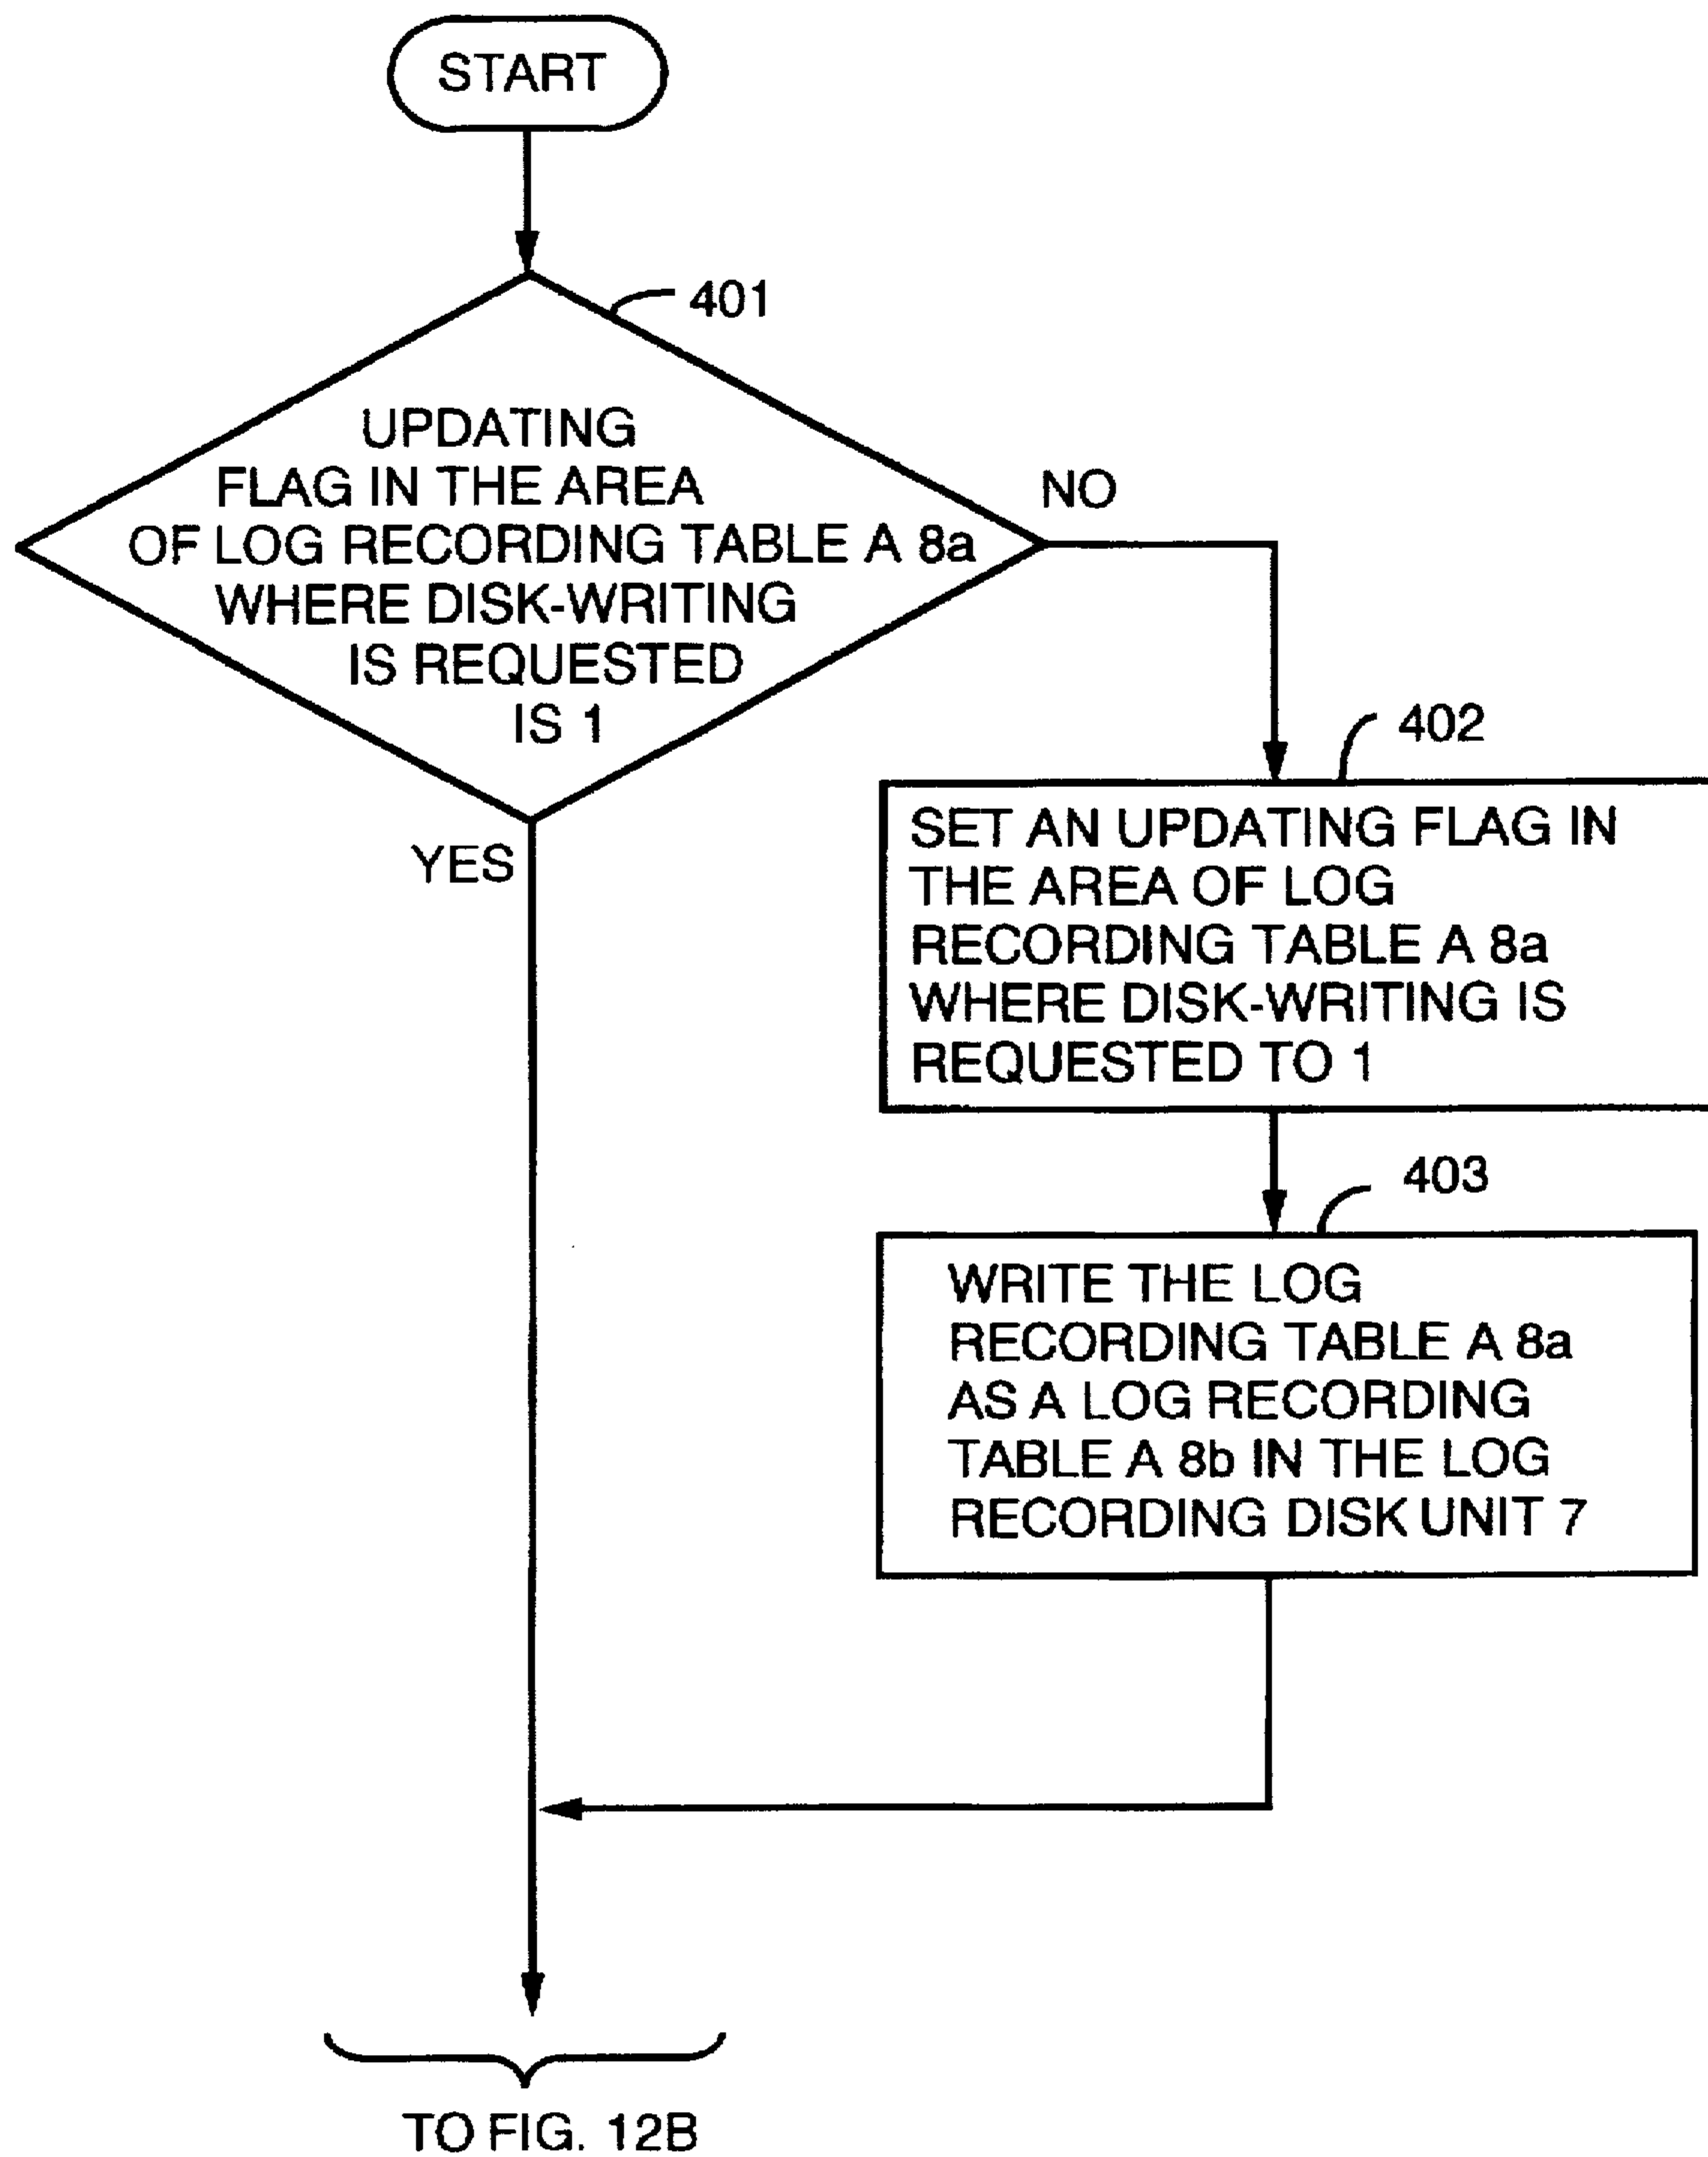 START
401
UPDATING
FLAG IN THE AREA
OF LOG RECORDING TABLE A 8a
WHERE DISK-WRITING
IS REQUESTED
IS 1
NO
YES
402
SET AN UPDATING FLAG IN
THE AREA OF LOG
RECORDING TABLE A 8a
WHERE DISK-WRITING IS
REQUESTED TO 1
403
WRITE THE LOG
RECORDING TABLE A 8a
AS A LOG RECORDING
TABLE A 8b IN THE LOG
RECORDING DISK UNIT 7
TO FIG. 12B